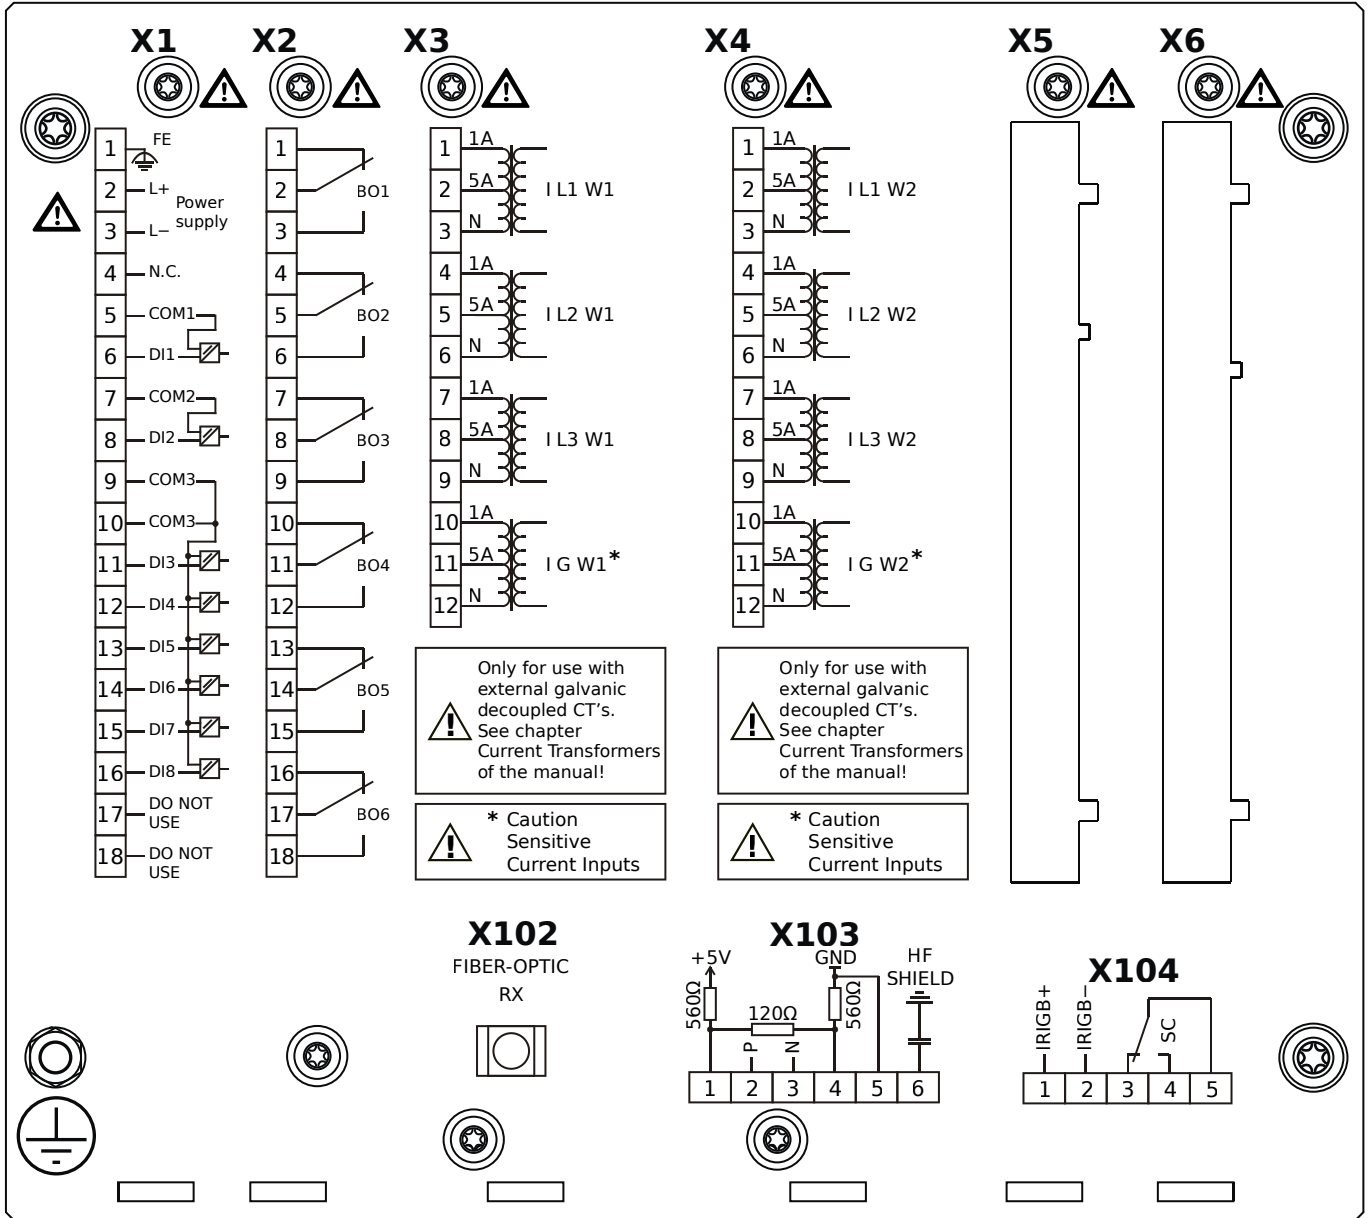 X1
X2
X3
X4
X5
X6
1 FE
2 L+
Power
supply
3 L−
4 N.C.
5 COM1
6 DI1
7 COM2
8 DI2
9 COM3
10 COM3
11 DI3
12 DI4
13 DI5
14 DI6
15 DI7
16 DI8
17 DO NOT
USE
18 DO NOT
USE
1
2 BO1
3
4
5 BO2
6
7
8 BO3
9
10
11 BO4
12
13
14 BO5
15
16
17 BO6
18
1 1A
2 5A I L1 W1
3 N
4 1A
5 5A I L2 W1
6 N
7 1A
8 5A I L3 W1
9 N
10 1A
11 5A I G W1*
12 N
Only for use with
external galvanic
decoupled CT's.
See chapter
Current Transformers
of the manual!
* Caution
Sensitive
Current Inputs
1 1A
2 5A I L1 W2
3 N
4 1A
5 5A I L2 W2
6 N
7 1A
8 5A I L3 W2
9 N
10 1A
11 5A I G W2*
12 N
Only for use with
external galvanic
decoupled CT's.
See chapter
Current Transformers
of the manual!
* Caution
Sensitive
Current Inputs
X102
FIBER-OPTIC
RX
X103
+5V
GND
HF
SHIELD
560Ω
120Ω
560Ω
P
N
1 2 3 4 5 6
X104
IRIGB+
IRIGB−
SC
1 2 3 4 5